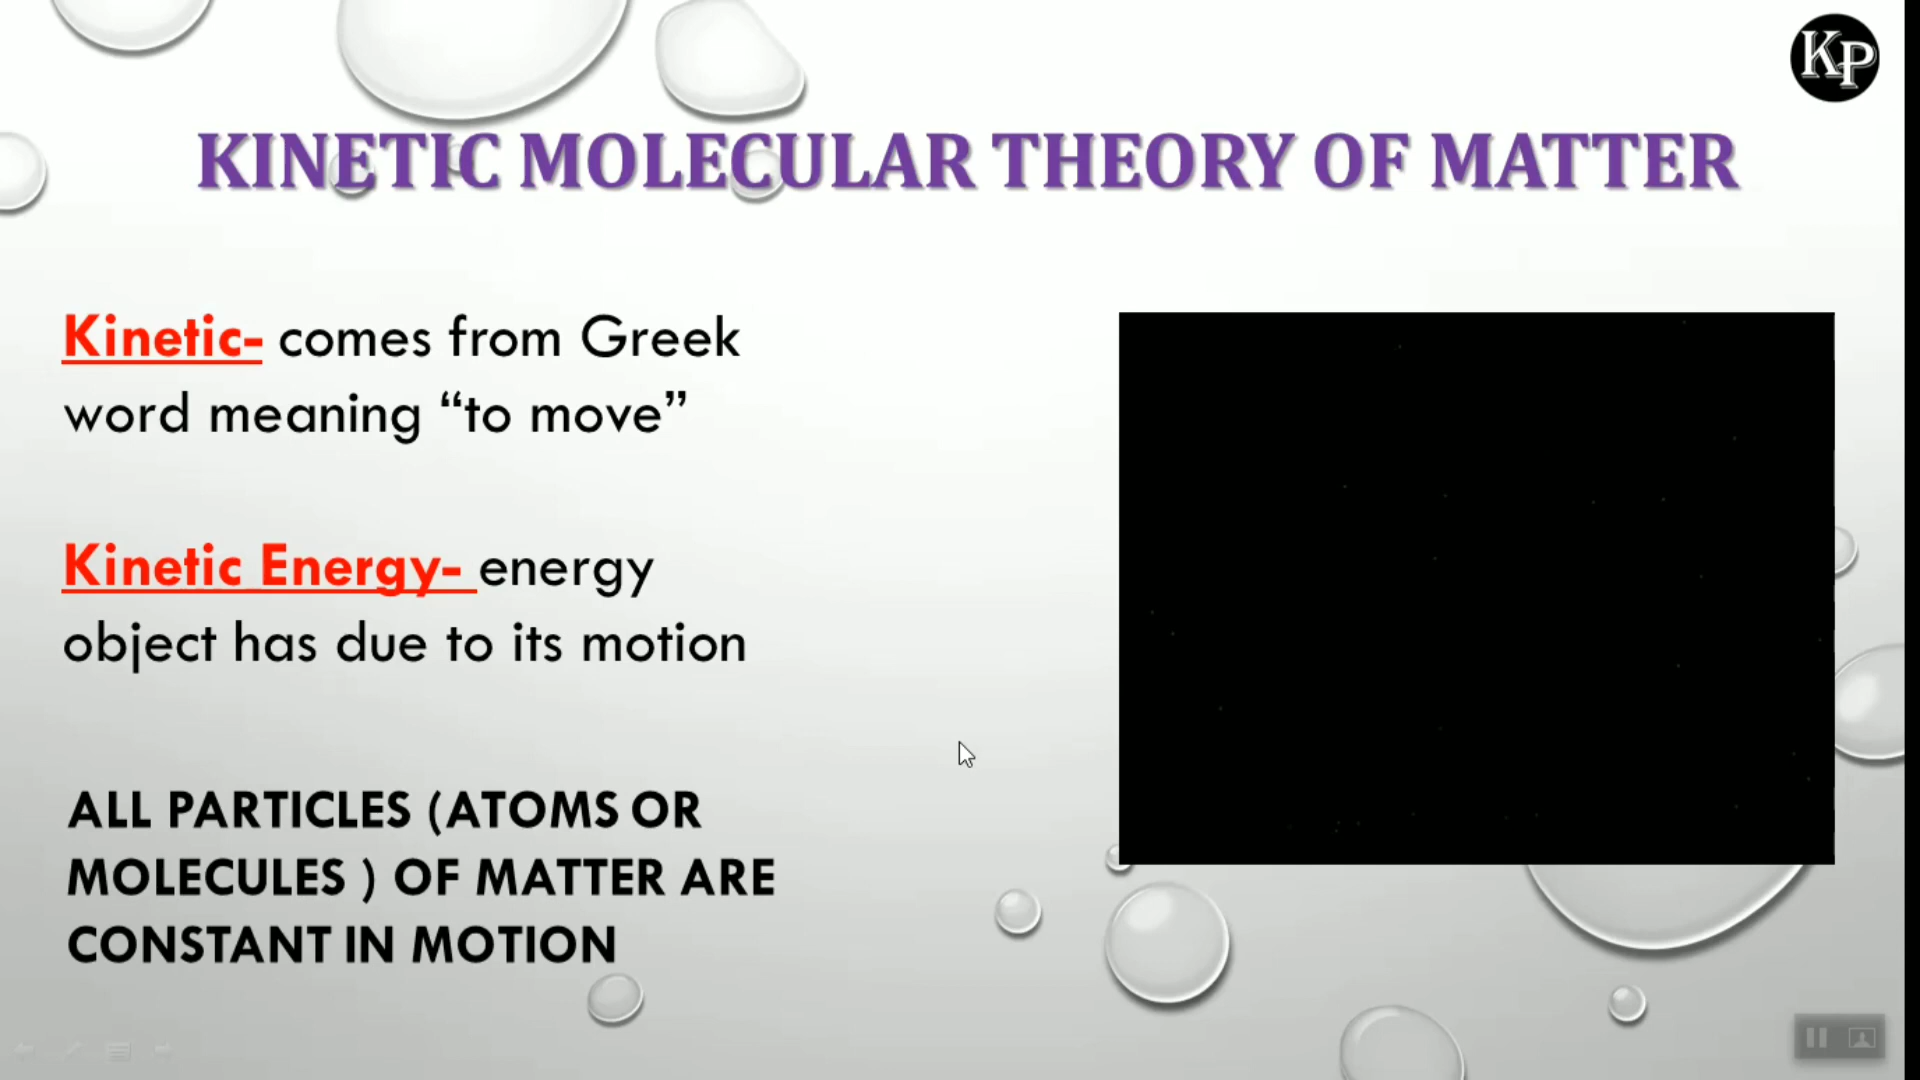 KP
KINETIC MOLECULAR THEORY OF MATTER
Kinetic- comes from Greek
word meaning “to move”
Kinetic Energy- energy
object has due to its motion
ALL PARTICLES (ATOMS OR
MOLECULES ) OF MATTER ARE
CONSTANT IN MOTION